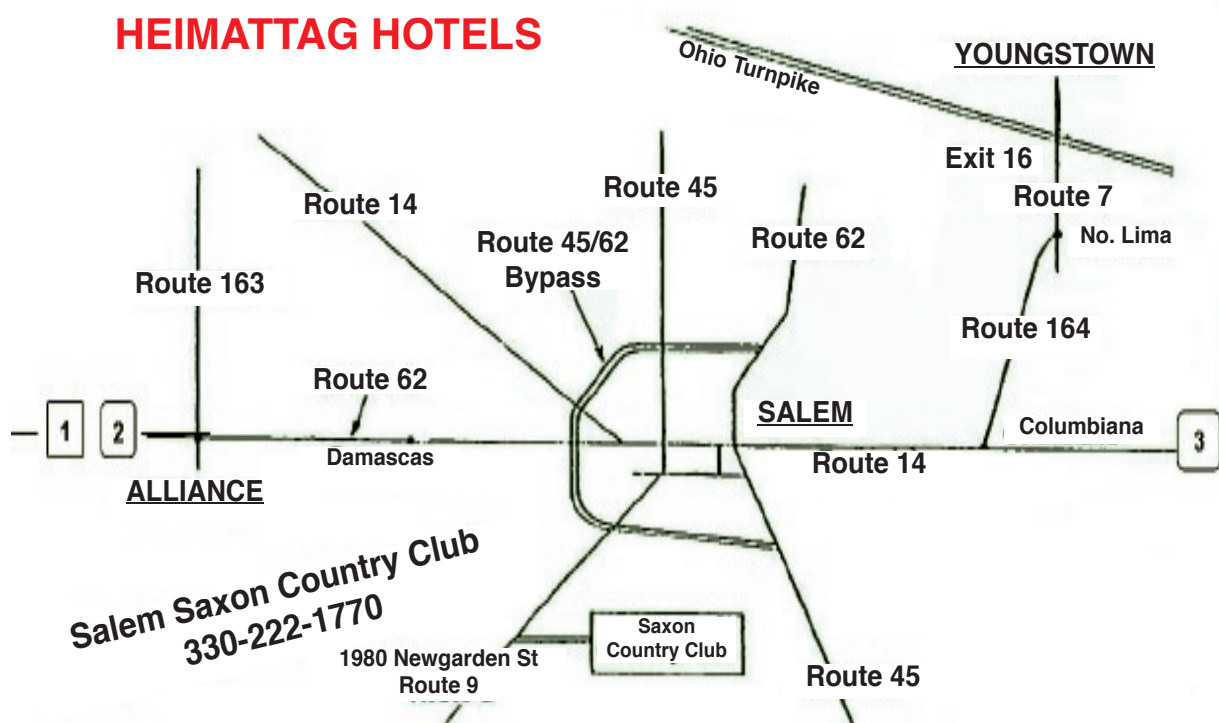 HEIMATTAG HOTELS
Ohio Turnpike
YOUNGSTOWN
Exit 16
Route 7
No. Lima
Route 45
Route 14
Route 62
Route 45/62
Bypass
Route 163
Route 164
Route 62
1
2
SALEM
Columbiana
3
Damascas
Route 14
ALLIANCE
Salem Saxon Country Club
330-222-1770
Saxon
Country Club
1980 Newgarden St
Route 9
Route 45